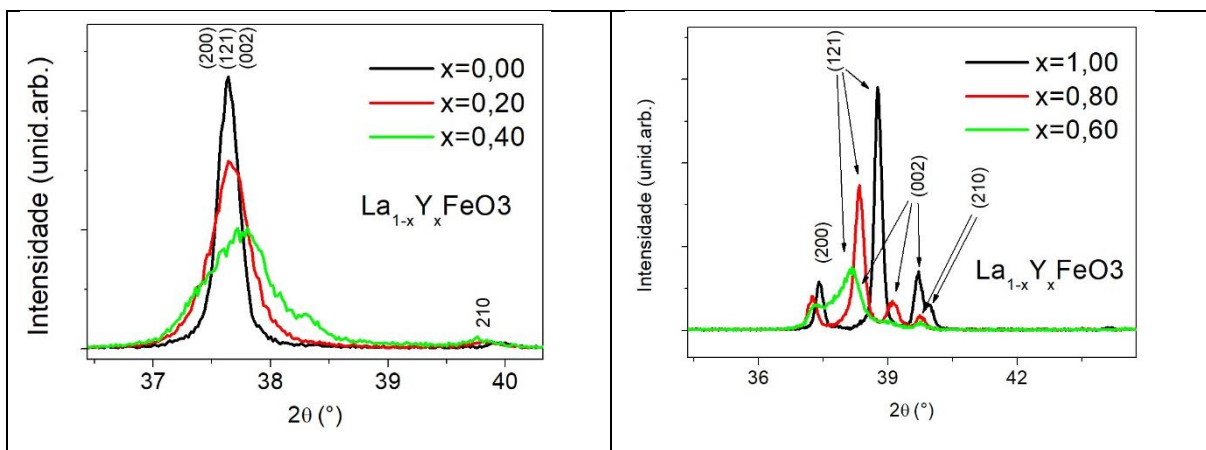 (200)
(121)
(002)
x=0,00
x=0,20
x=0,40
La1-xYxFeO3
210
Intensidade (unid.arb.)
37 38 39 40
2θ (°)
(121)
x=1,00
x=0,80
x=0,60
(002)
(210)
(200)
La1-xYxFeO3
Intensidade (unid.arb.)
36 39 42
2θ (°)